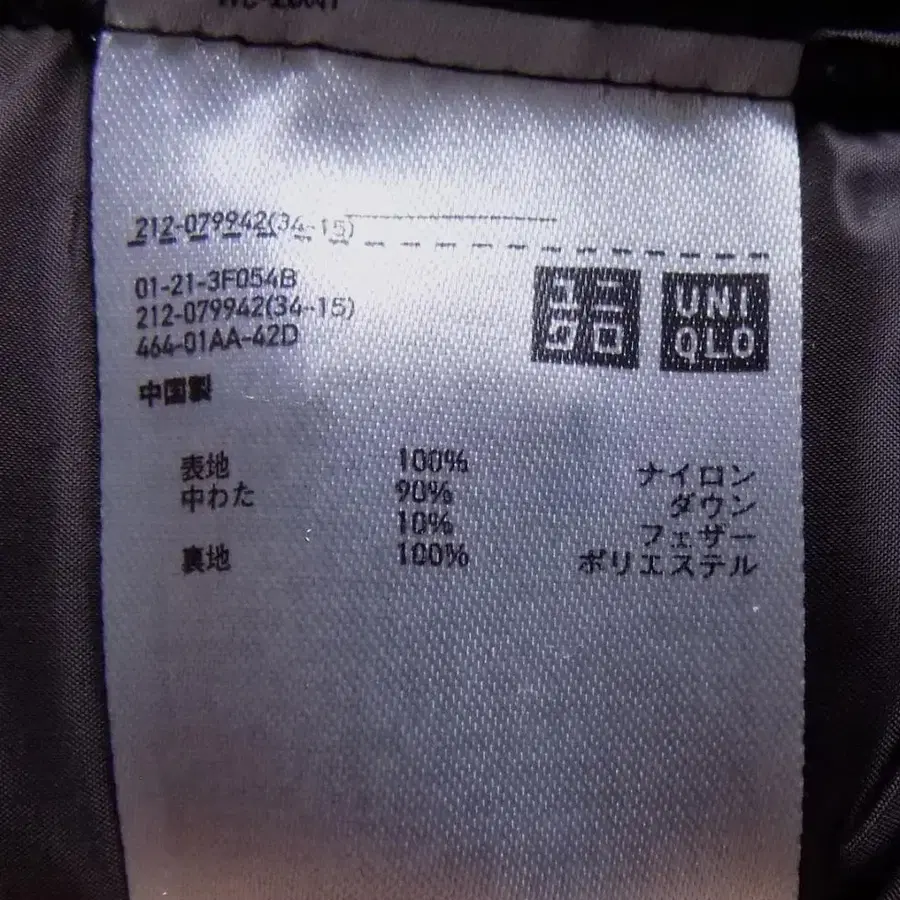 212-079942(34-15)
01-21-3F054B
212-079942(34-15)
464-01AA-42D
中国製
ユニ
クロ
UNI
QLO
表地 100% ナイロン
中わた 90% ダウン
10% フェザー
裏地 100% ポリエステル